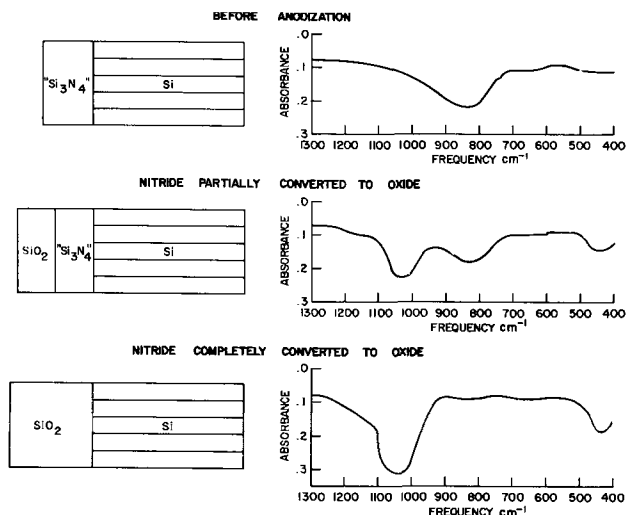 BEFORE ANODIZATION
"Si3N4" Si
ABSORBANCE
.0
.1
.2
.3
1300 1200 1100 1000 900 800 700 600 500 400
FREQUENCY cm-1
NITRIDE PARTIALLY CONVERTED TO OXIDE
SiO2 "Si3N4" Si
ABSORBANCE
.0
.1
.2
.3
1300 1200 1100 1000 900 800 700 600 500 400
FREQUENCY cm-1
NITRIDE COMPLETELY CONVERTED TO OXIDE
SiO2 Si
ABSORBANCE
.0
.1
.2
.3
1300 1200 1100 1000 900 800 700 600 500 400
FREQUENCY cm-1